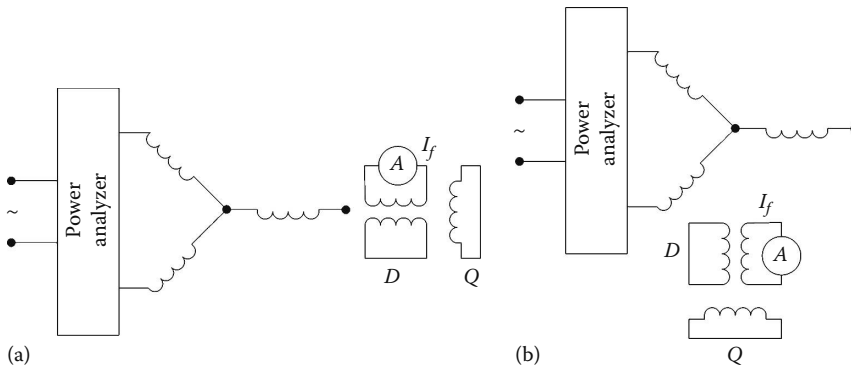 ~
Power
analyzer
A
I_f
D
Q
(a)
~
Power
analyzer
I_f
D
A
Q
(b)